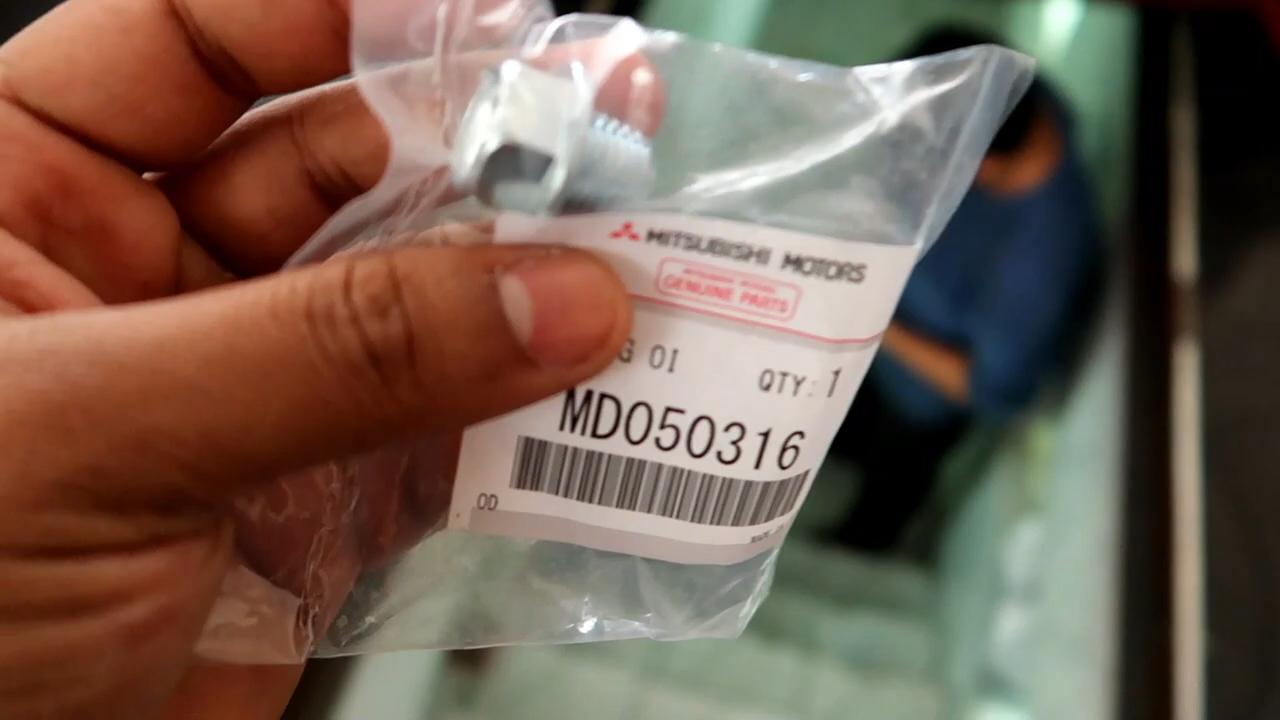 MITSUBISHI MOTORS
GENUINE PARTS
G OI QTY: 1
MD050316
OD